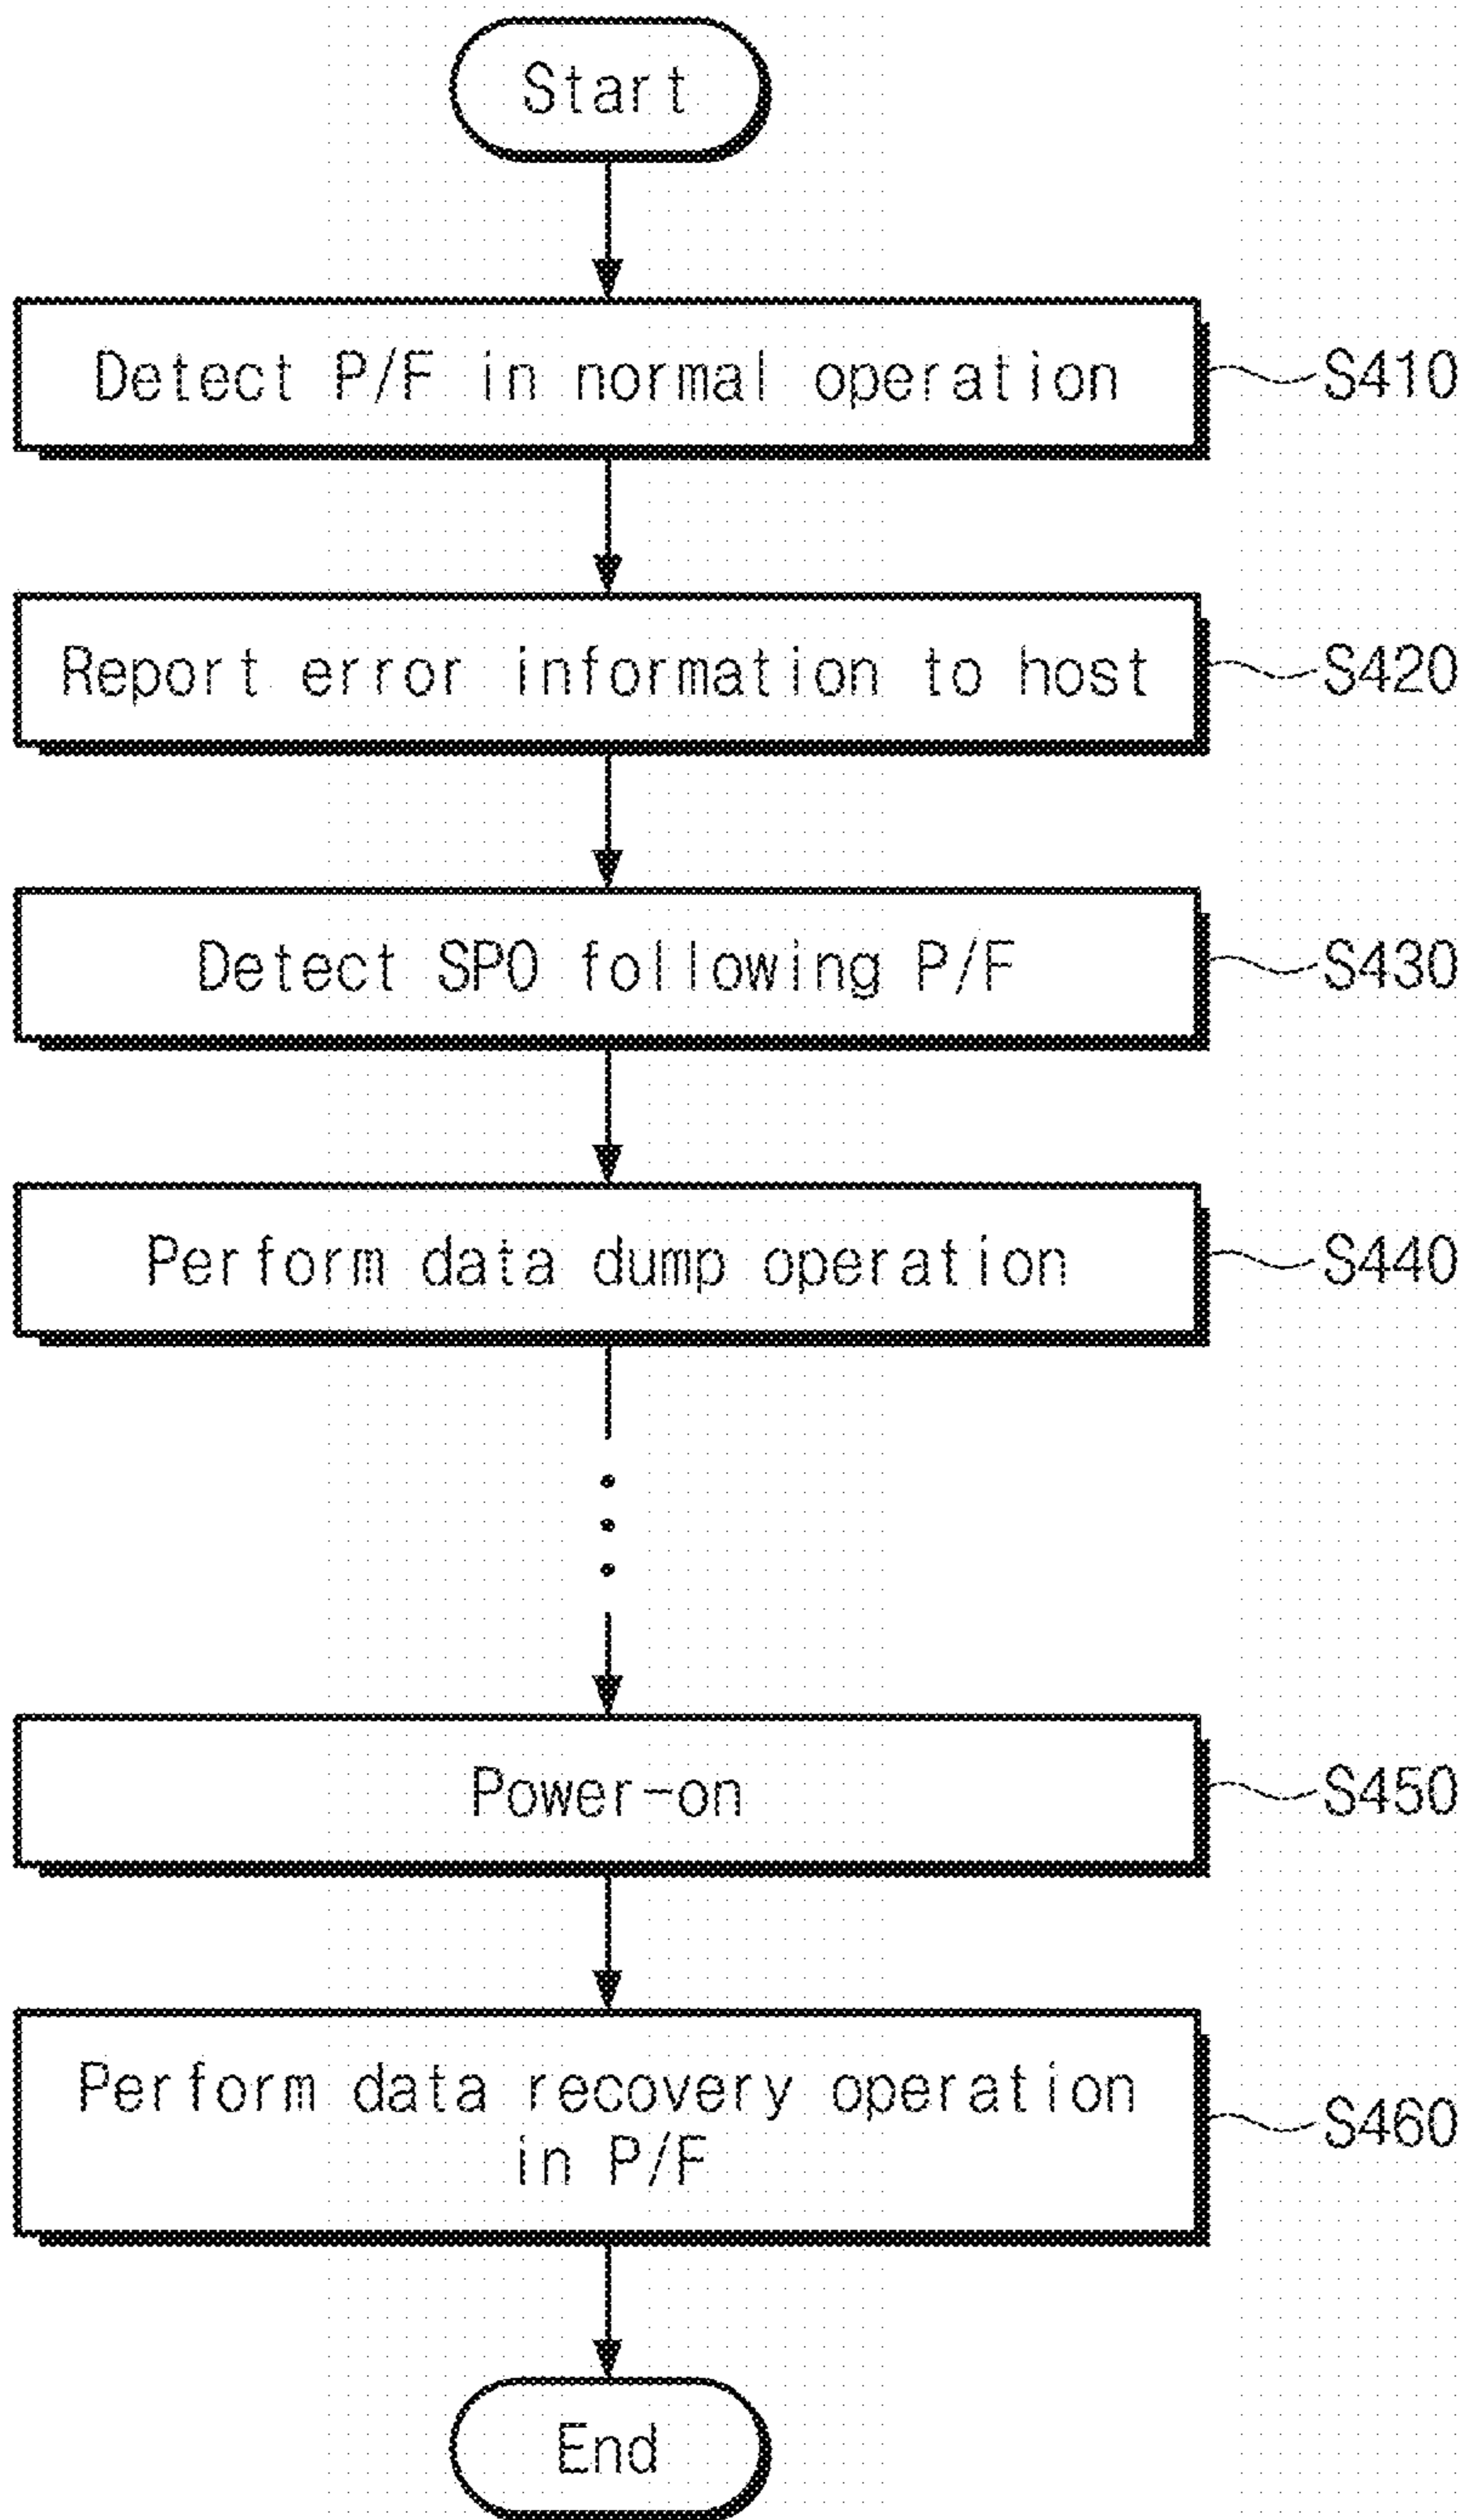 Start
Detect P/F in normal operation
S410
Report error information to host
S420
Detect SPO following P/F
S430
Perform data dump operation
S440
Power-on
S450
Perform data recovery operation
in P/F
S460
End